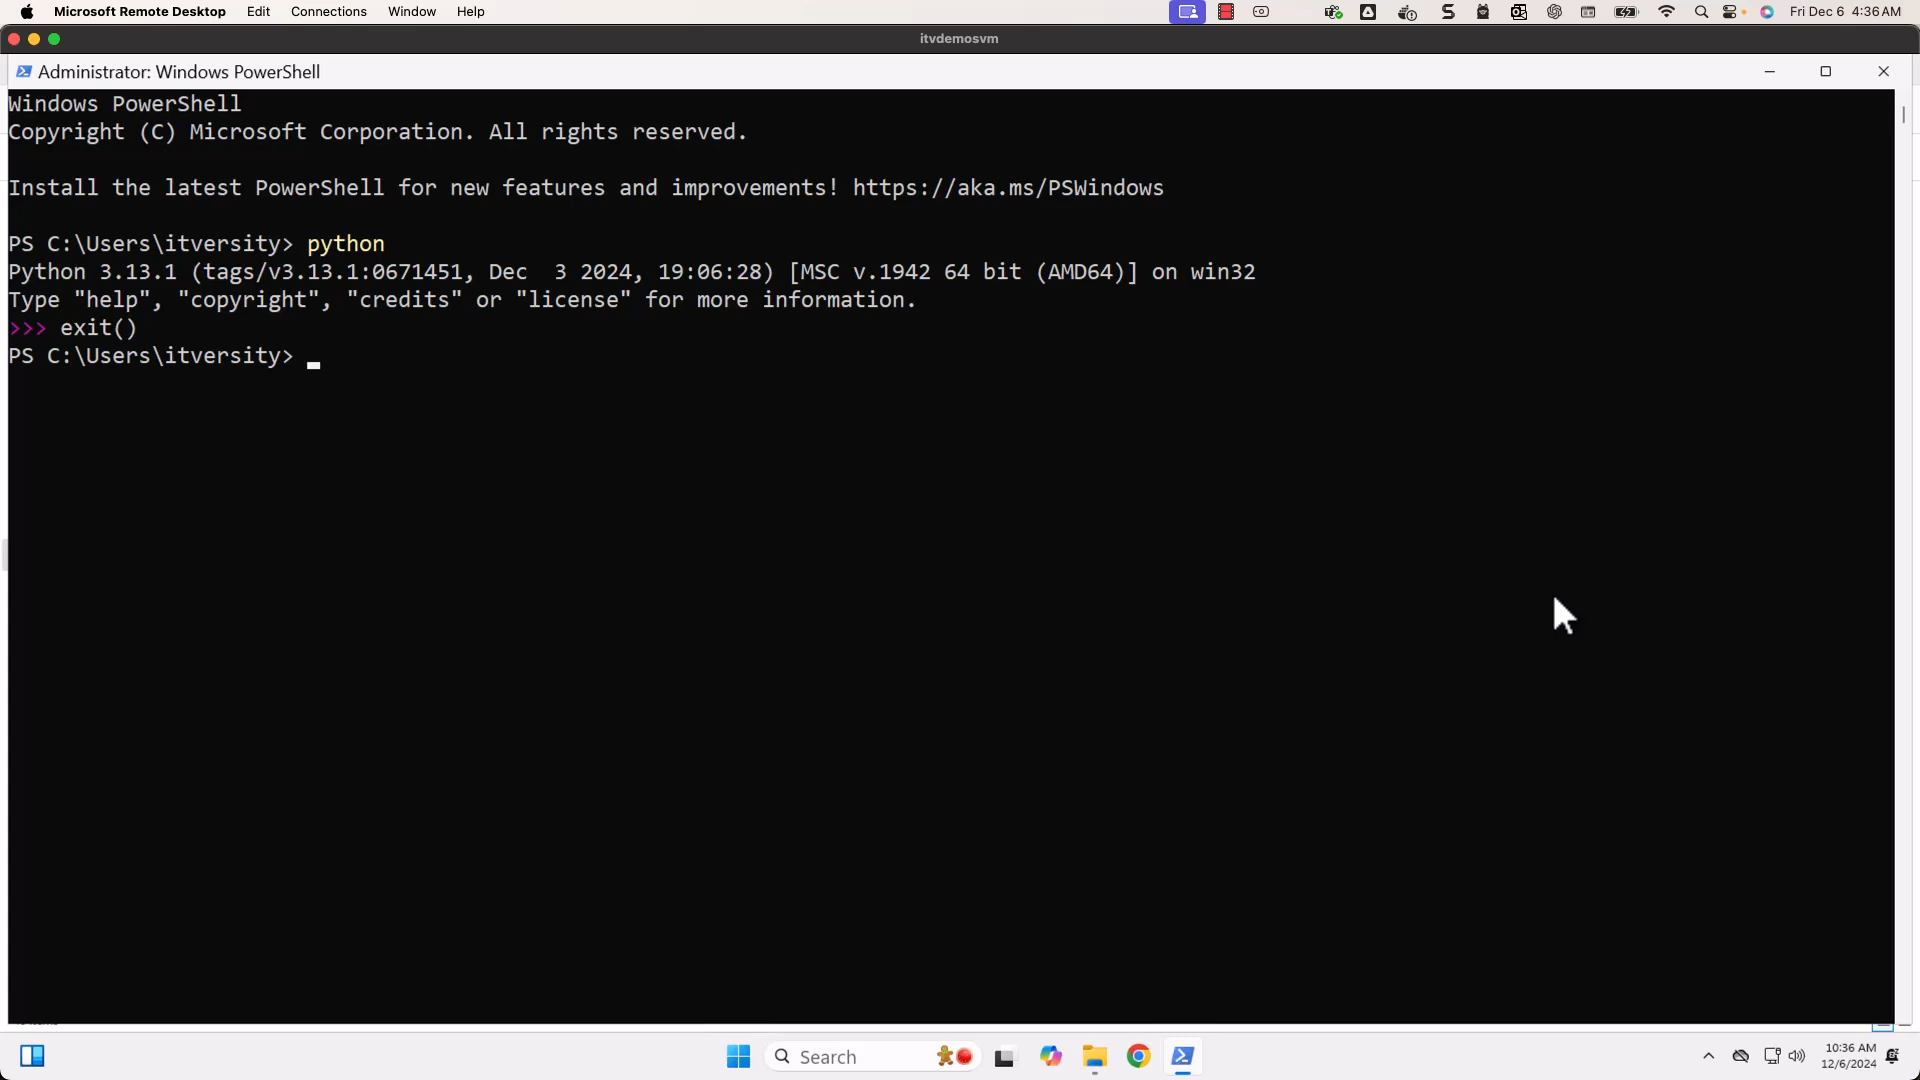 Microsoft Remote Desktop Edit Connections Window Help Fri Dec 6 4:36 AM
itvdemosvm
Administrator: Windows PowerShell
Windows PowerShell
Copyright (C) Microsoft Corporation. All rights reserved.
Install the latest PowerShell for new features and improvements! https://aka.ms/PSWindows
PS C:\Users\itversity> python
Python 3.13.1 (tags/v3.13.1:0671451, Dec  3 2024, 19:06:28) [MSC v.1942 64 bit (AMD64)] on win32
Type "help", "copyright", "credits" or "license" for more information.
>>> exit()
PS C:\Users\itversity>
Search
10:36 AM
12/6/2024